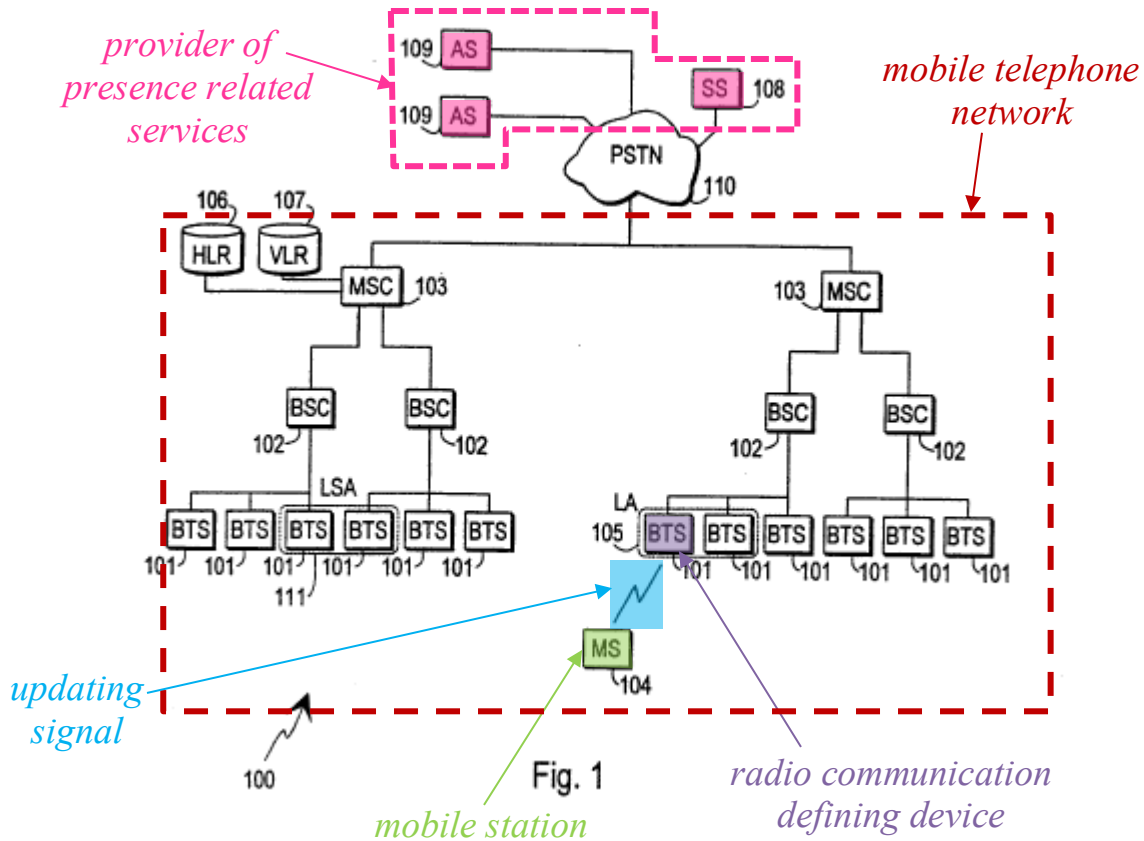 provider of
presence related
services
109 AS
109 AS
SS 108
mobile telephone
network
PSTN
110
106 107
HLR VLR
MSC 103
103 MSC
BSC BSC
102 102
BSC BSC
102 102
LSA
LA
BTS BTS BTS BTS BTS BTS
101 101 101 101 101 101
111
105 BTS BTS BTS BTS BTS BTS
101 101 101 101 101 101
MS
104
updating
signal
100
Fig. 1
mobile station
radio communication
defining device